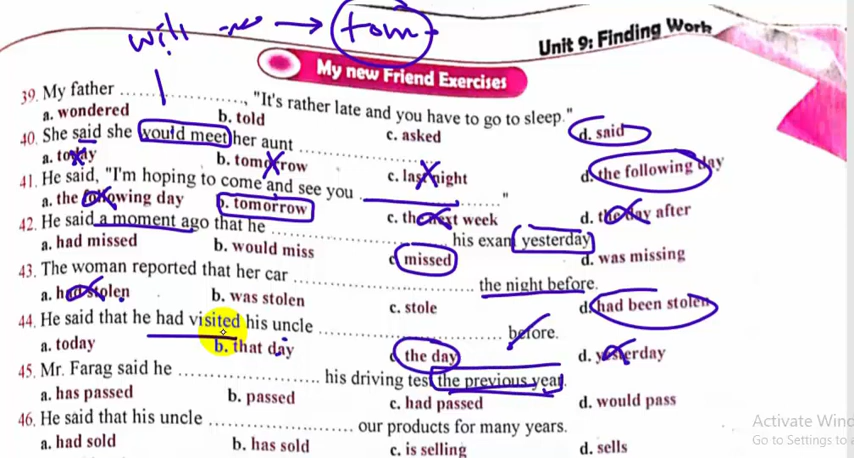 will → tom
Unit 9: Finding Work
My new Friend Exercises
39. My father ...................., "It's rather late and you have to go to sleep."
a. wondered b. told c. asked d. said
40. She said she would meet her aunt ....................
a. today b. tomorrow c. last night d. the following day
41. He said, "I'm hoping to come and see you .................... "
a. the following day b. tomorrow c. the next week d. the day after
42. He said a moment ago that he .................... his exam yesterday
a. had missed b. would miss c. missed d. was missing
43. The woman reported that her car .................... the night before.
a. had stolen b. was stolen c. stole d. had been stolen
44. He said that he had visited his uncle .................... before.
a. today b. that day c. the day d. yesterday
45. Mr. Farag said he .................... his driving test the previous year.
a. has passed b. passed c. had passed d. would pass
46. He said that his uncle .................... our products for many years.
a. had sold b. has sold c. is selling d. sells
Activate Wind
Go to Settings to a